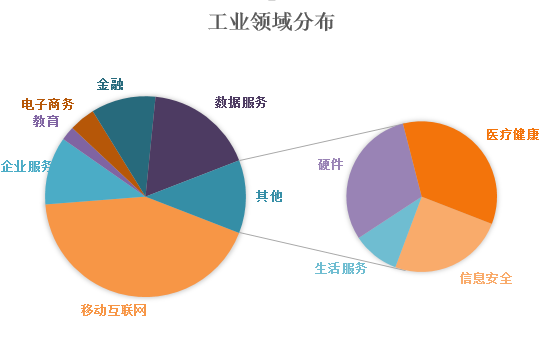 工业领域分布
金融
数据服务
电子商务
教育
企业服务
其他
移动互联网
医疗健康
硬件
生活服务
信息安全